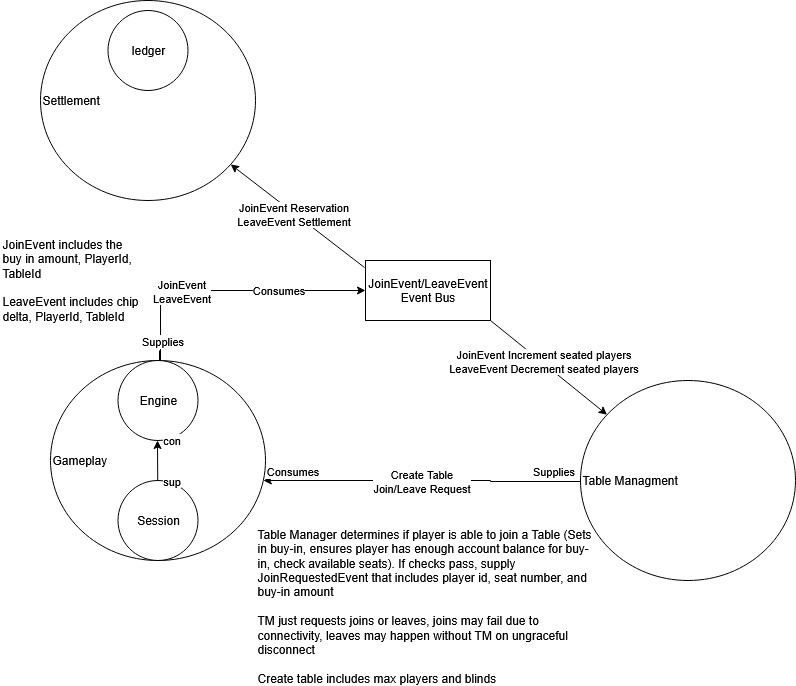 ledger
Settlement
JoinEvent Reservation
LeaveEvent Settlement
JoinEvent includes the
buy in amount, PlayerId,
TableId
LeaveEvent includes chip
delta, PlayerId, TableId
JoinEvent
LeaveEvent
Consumes
JoinEvent/LeaveEvent
Event Bus
Supplies
JoinEvent Increment seated players
LeaveEvent Decrement seated players
Engine
con
Gameplay
sup
Session
Consumes
Create Table
Join/Leave Request
Supplies
Table Managment
Table Manager determines if player is able to join a Table (Sets
in buy-in, ensures player has enough account balance for buy-
in, check available seats). If checks pass, supply
JoinRequestedEvent that includes player id, seat number, and
buy-in amount
TM just requests joins or leaves, joins may fail due to
connectivity, leaves may happen without TM on ungraceful
disconnect
Create table includes max players and blinds